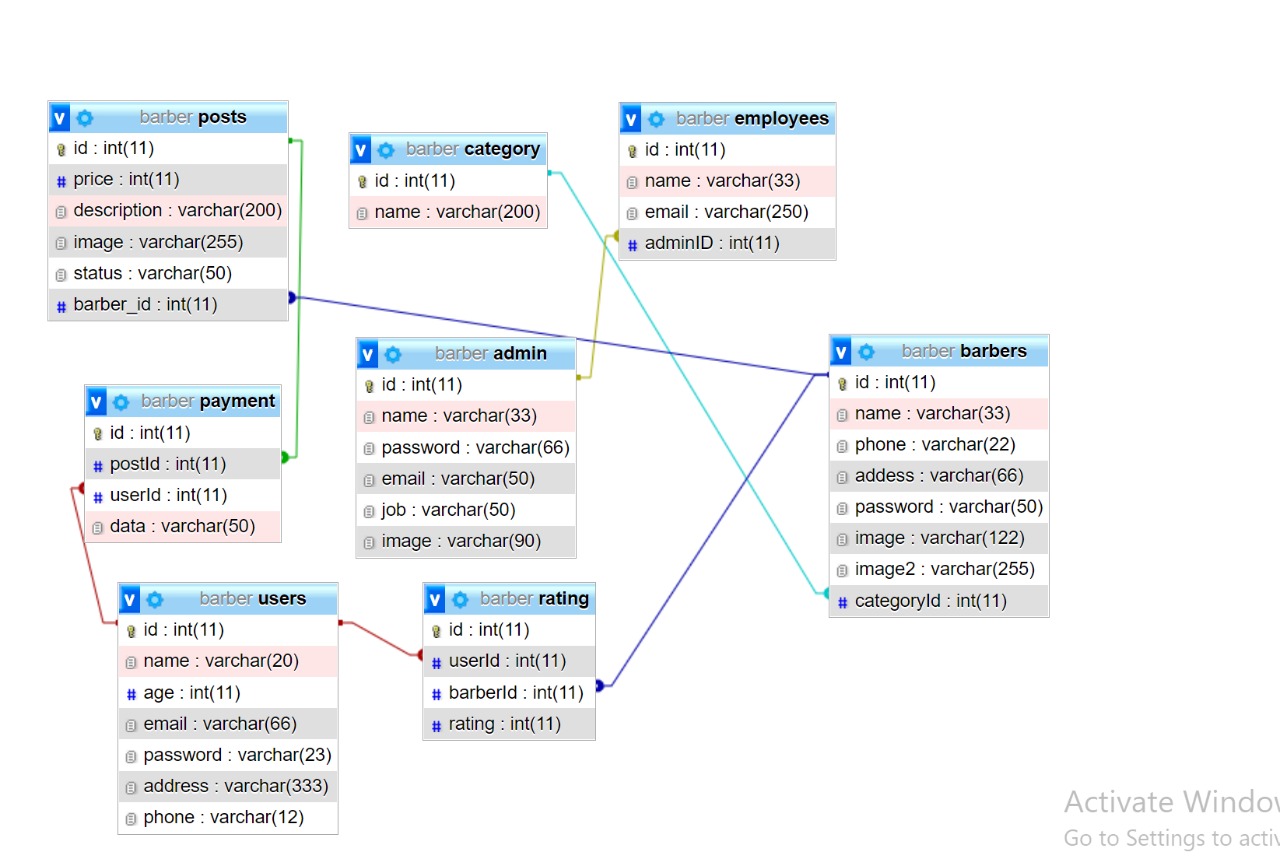 barber posts
id : int(11)
price : int(11)
description : varchar(200)
image : varchar(255)
status : varchar(50)
barber_id : int(11)
barber category
id : int(11)
name : varchar(200)
barber employees
id : int(11)
name : varchar(33)
email : varchar(250)
adminID : int(11)
barber admin
id : int(11)
name : varchar(33)
password : varchar(66)
email : varchar(50)
job : varchar(50)
image : varchar(90)
barber barbers
id : int(11)
name : varchar(33)
phone : varchar(22)
addess : varchar(66)
password : varchar(50)
image : varchar(122)
image2 : varchar(255)
categoryId : int(11)
barber payment
id : int(11)
postId : int(11)
userId : int(11)
data : varchar(50)
barber users
id : int(11)
name : varchar(20)
age : int(11)
email : varchar(66)
password : varchar(23)
address : varchar(333)
phone : varchar(12)
barber rating
id : int(11)
userId : int(11)
barberId : int(11)
rating : int(11)
Activate Window
Go to Settings to activ